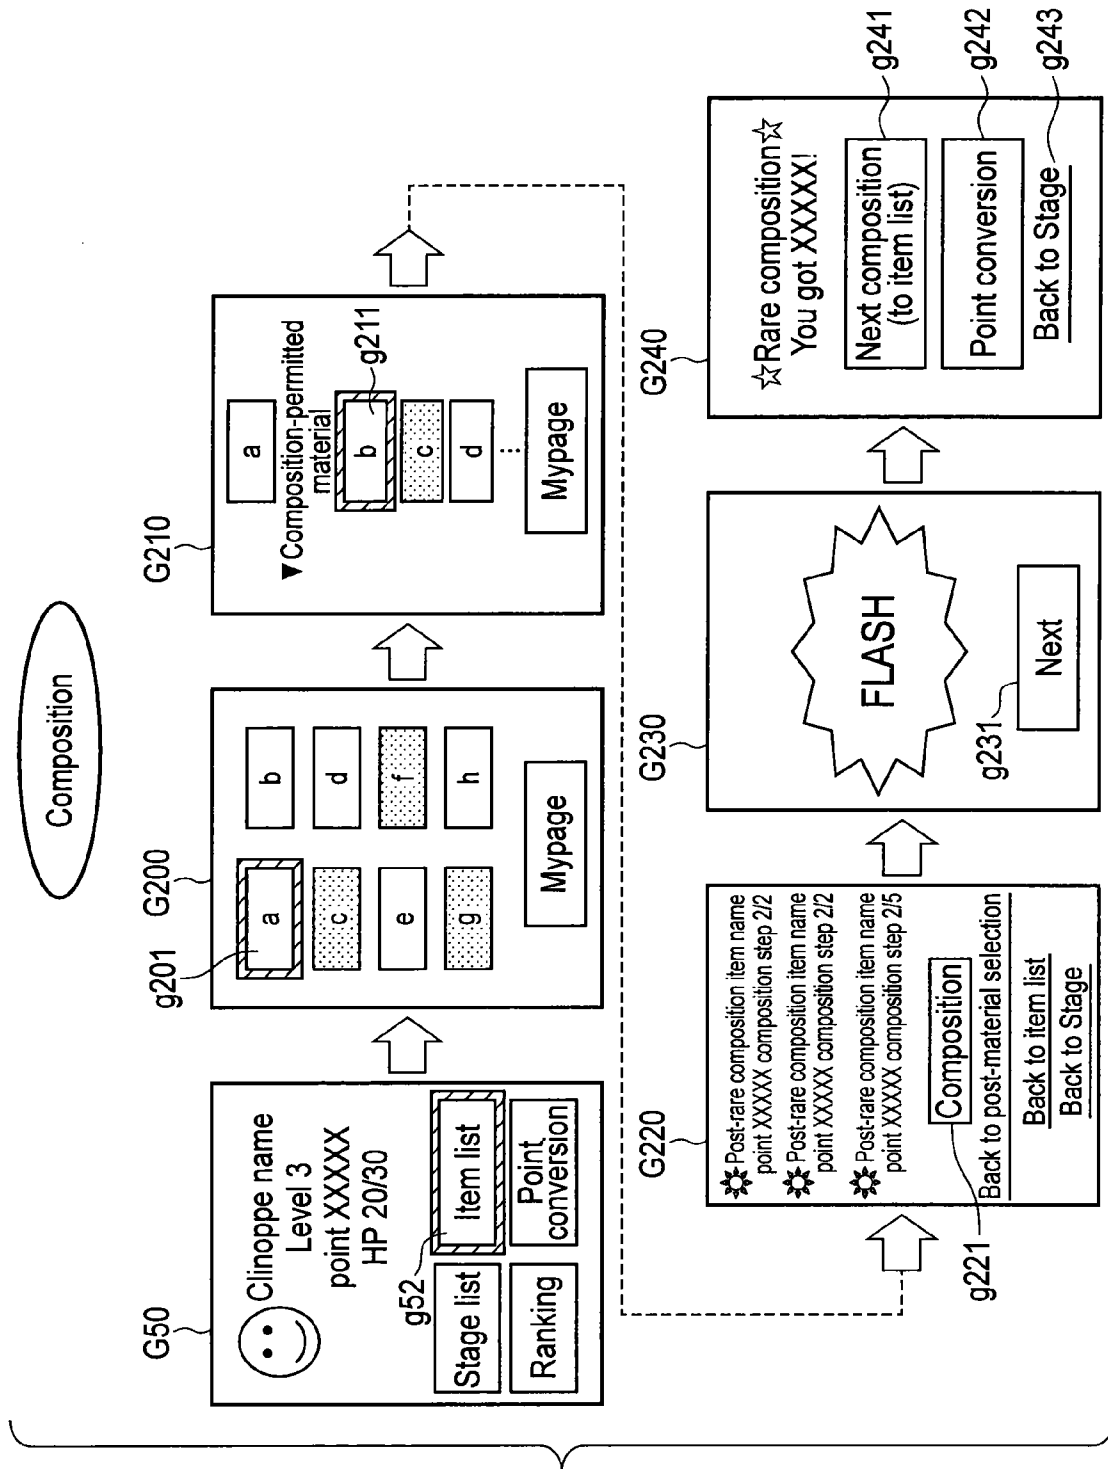 Composition
G50
Clinoppe name
Level 3
point XXXXX
HP 20/30
g52
Stage list
Item list
Ranking
Point
conversion
G200
g201
a
b
c
d
e
f
g
h
Mypage
G210
a
▼Composition-permitted
material
b
g211
c
d
⋯
Mypage
G220
Post-rare composition item name
point XXXXX composition step 2/2
Post-rare composition item name
point XXXXX composition step 2/2
Post-rare composition item name
point XXXXX composition step 2/5
Composition
g221
Back to post-material selection
Back to item list
Back to Stage
G230
FLASH
g231
Next
G240
☆Rare composition☆
You got XXXXX!
Next composition
(to item list)
g241
Point conversion
g242
Back to Stage
g243